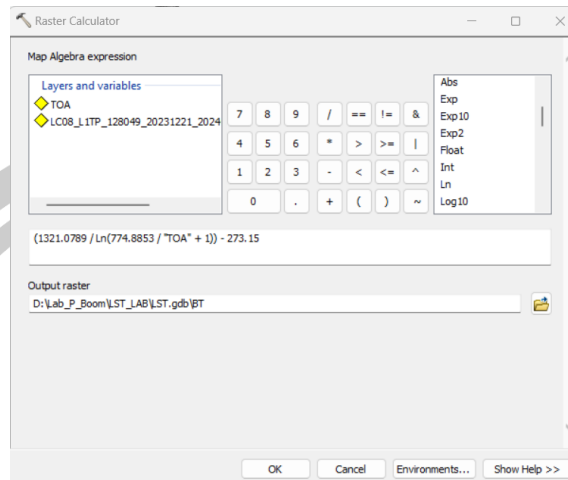 Raster Calculator
Map Algebra expression
Layers and variables
TOA
LC08_L1TP_128049_20231221_2024
7 8 9 / == != &
4 5 6 * > >= |
1 2 3 - < <= ^
0 . + ( ) ~
Abs
Exp
Exp10
Exp2
Float
Int
Ln
Log10
(1321.0789 / Ln(774.8853 / "TOA" + 1)) - 273.15
Output raster
D:\Lab_P_Boom\LST_LAB\LST.gdb\BT
OK Cancel Environments... Show Help >>